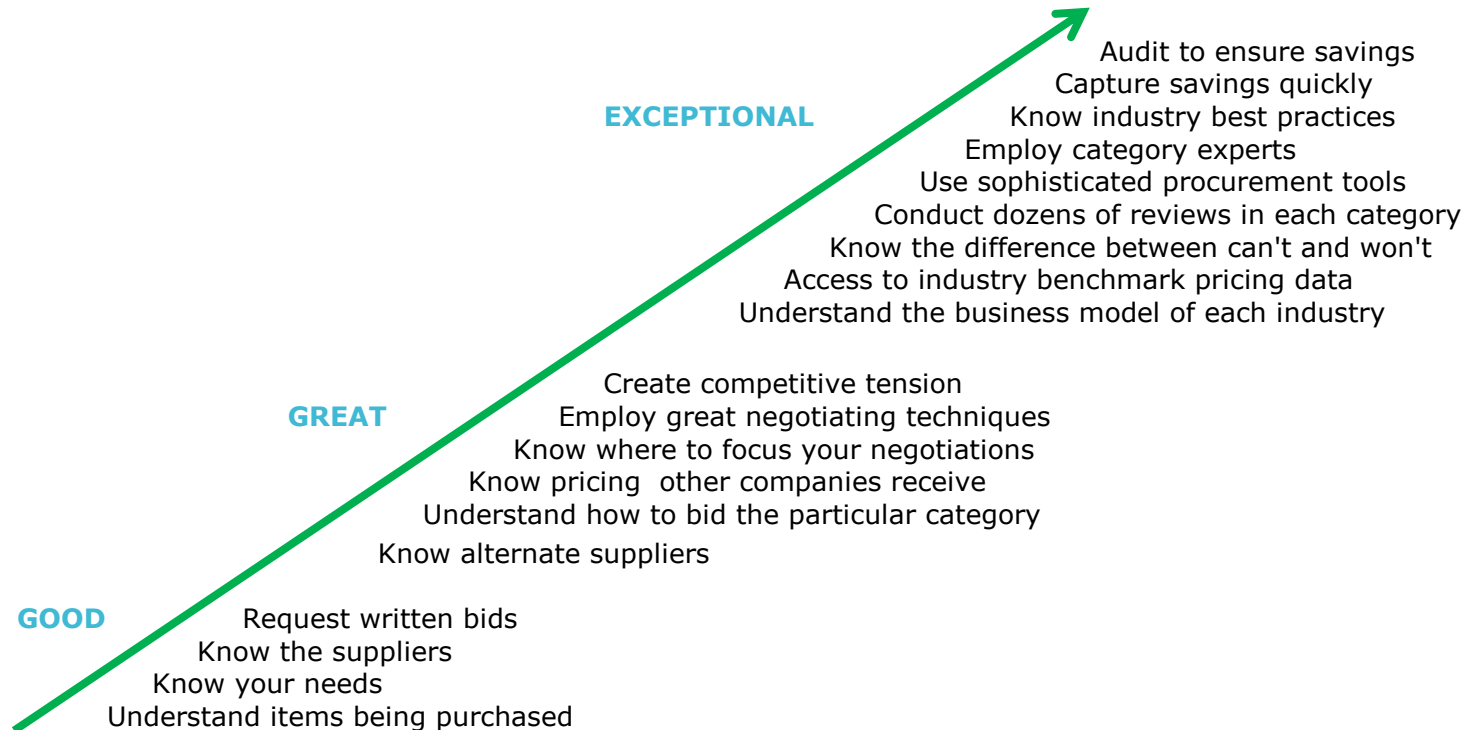 Audit to ensure savings
Capture savings quickly
EXCEPTIONAL
Know industry best practices
Employ category experts
Use sophisticated procurement tools
Conduct dozens of reviews in each category
Know the difference between can't and won't
Access to industry benchmark pricing data
Understand the business model of each industry
Create competitive tension
GREAT
Employ great negotiating techniques
Know where to focus your negotiations
Know pricing  other companies receive
Understand how to bid the particular category
Know alternate suppliers
GOOD
Request written bids
Know the suppliers
Know your needs
Understand items being purchased